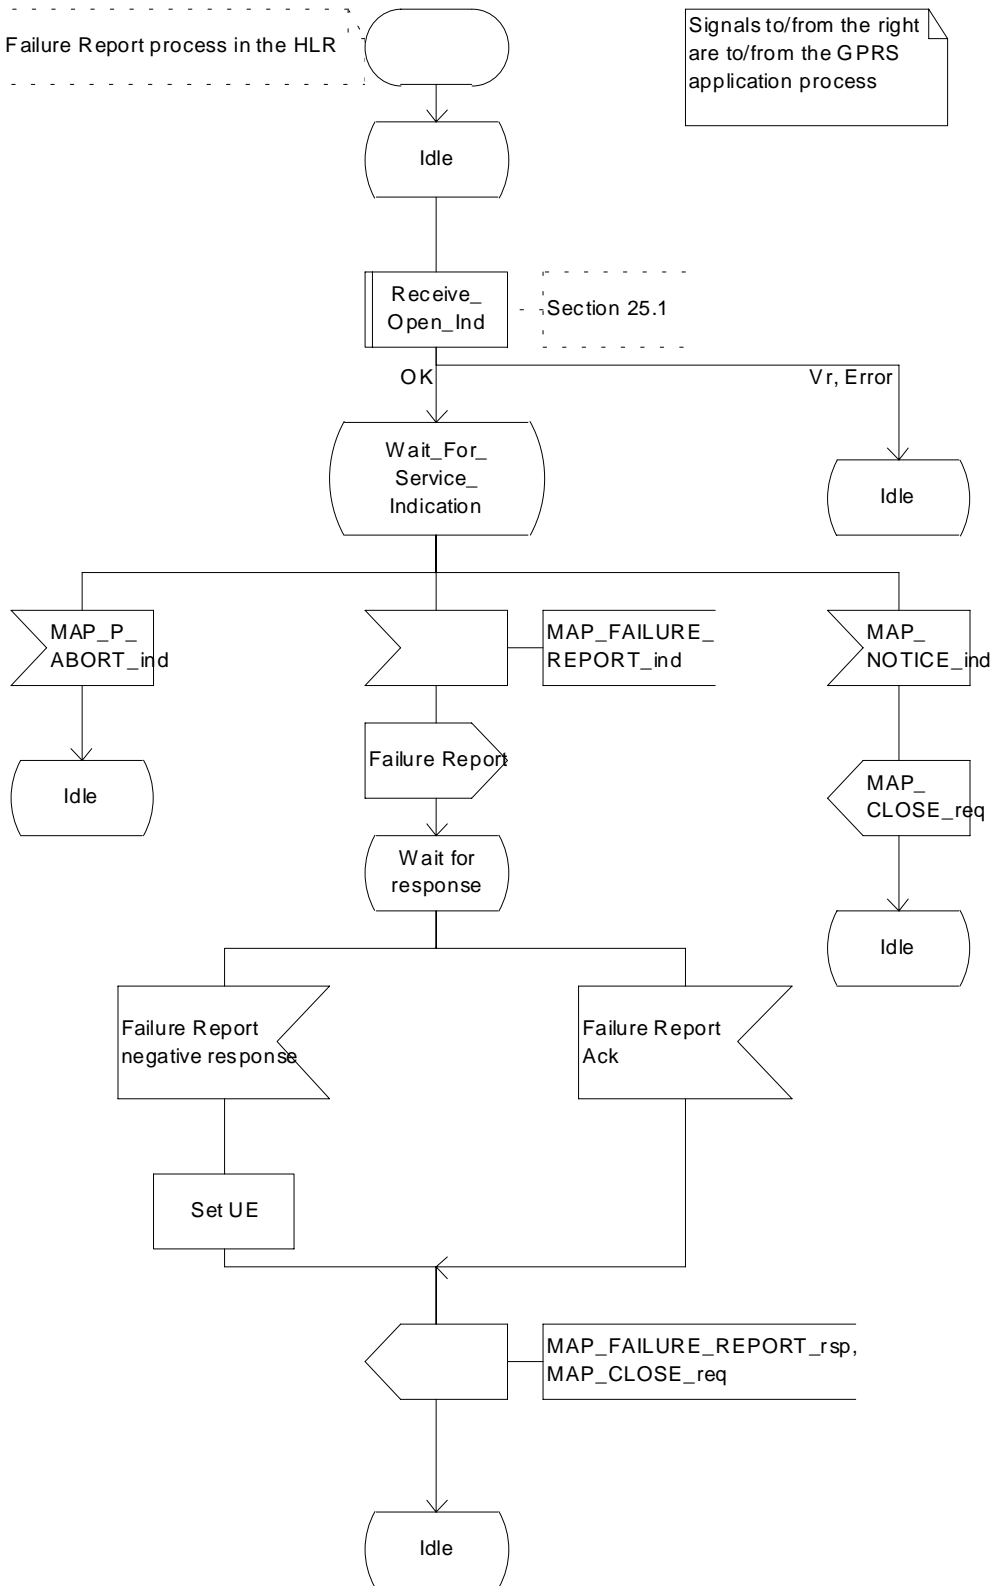 Failure Report process in the HLR
Signals to/from the right
are to/from the GPRS
application process
Idle
Receive_
Open_Ind
Section 25.1
OK
Vr, Error
Wait_For_
Service_
Indication
Idle
MAP_P_
ABORT_ind
MAP_FAILURE_
REPORT_ind
MAP_
NOTICE_ind
Failure Report
Idle
MAP_
CLOSE_req
Wait for
response
Idle
Failure Report
negative response
Failure Report
Ack
Set UE
MAP_FAILURE_REPORT_rsp,
MAP_CLOSE_req
Idle